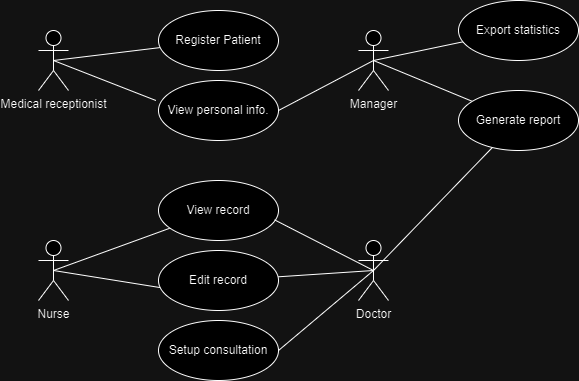 Register Patient
Export statistics
Medical receptionist
View personal info.
Manager
Generate report
View record
Edit record
Nurse
Doctor
Setup consultation